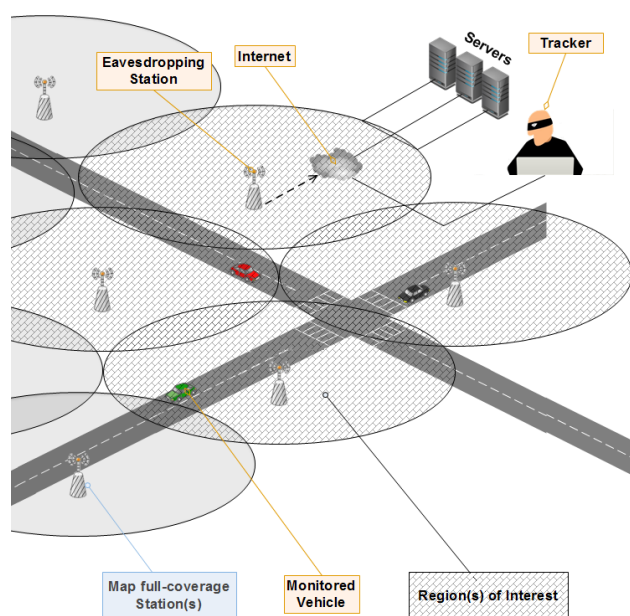 Eavesdropping
Station
Internet
Servers
Tracker
Map full-coverage
Station(s)
Monitored
Vehicle
Region(s) of Interest